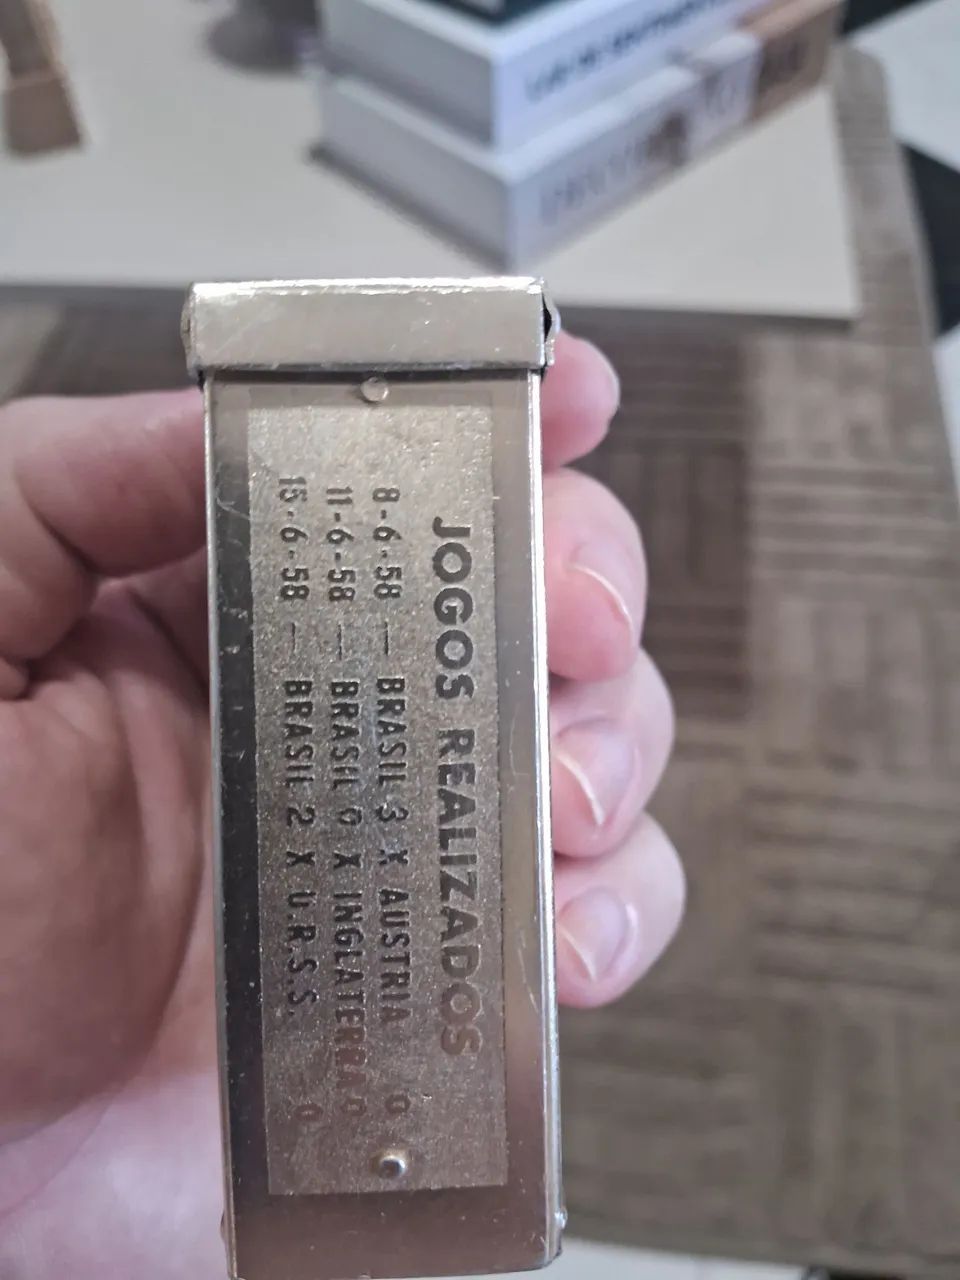 JOGOS REALIZADOS
8-6-58 — BRASIL 3 X AUSTRIA 0
11-6-58 — BRASIL 0 X INGLATERRA 0
15-6-58 — BRASIL 2 X U.R.S.S. 0